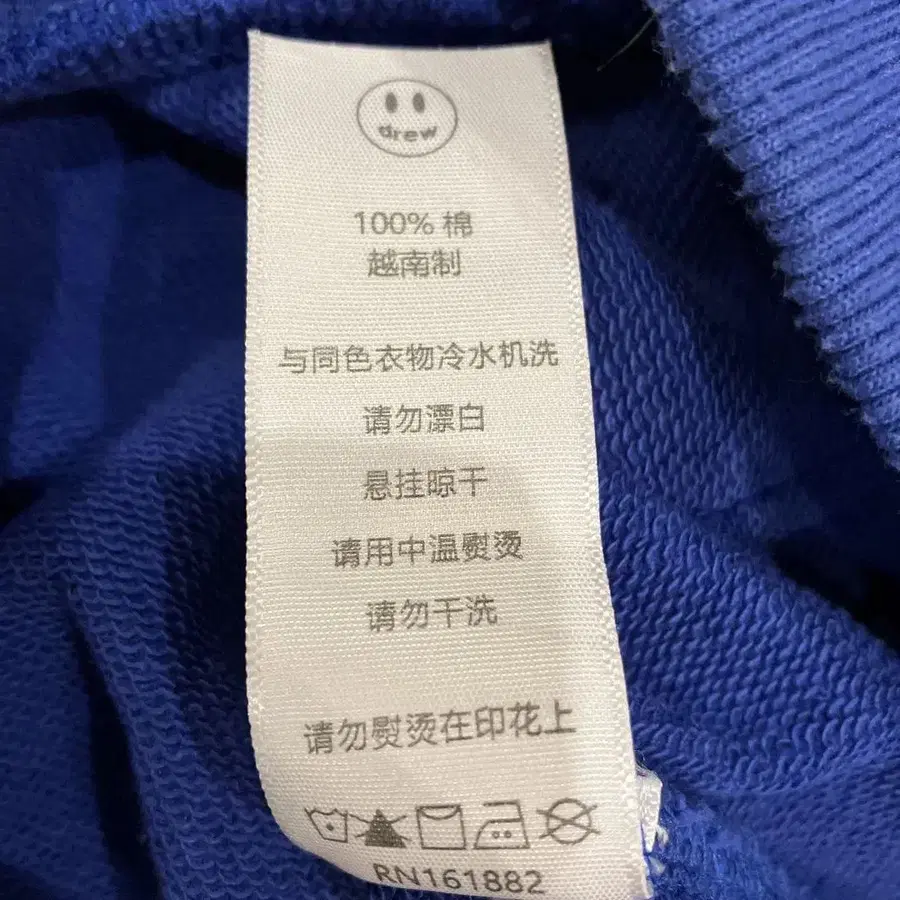 drew
100% 棉
越南制
与同色衣物冷水机洗
请勿漂白
悬挂晾干
请用中温熨烫
请勿干洗
请勿熨烫在印花上
RN161882